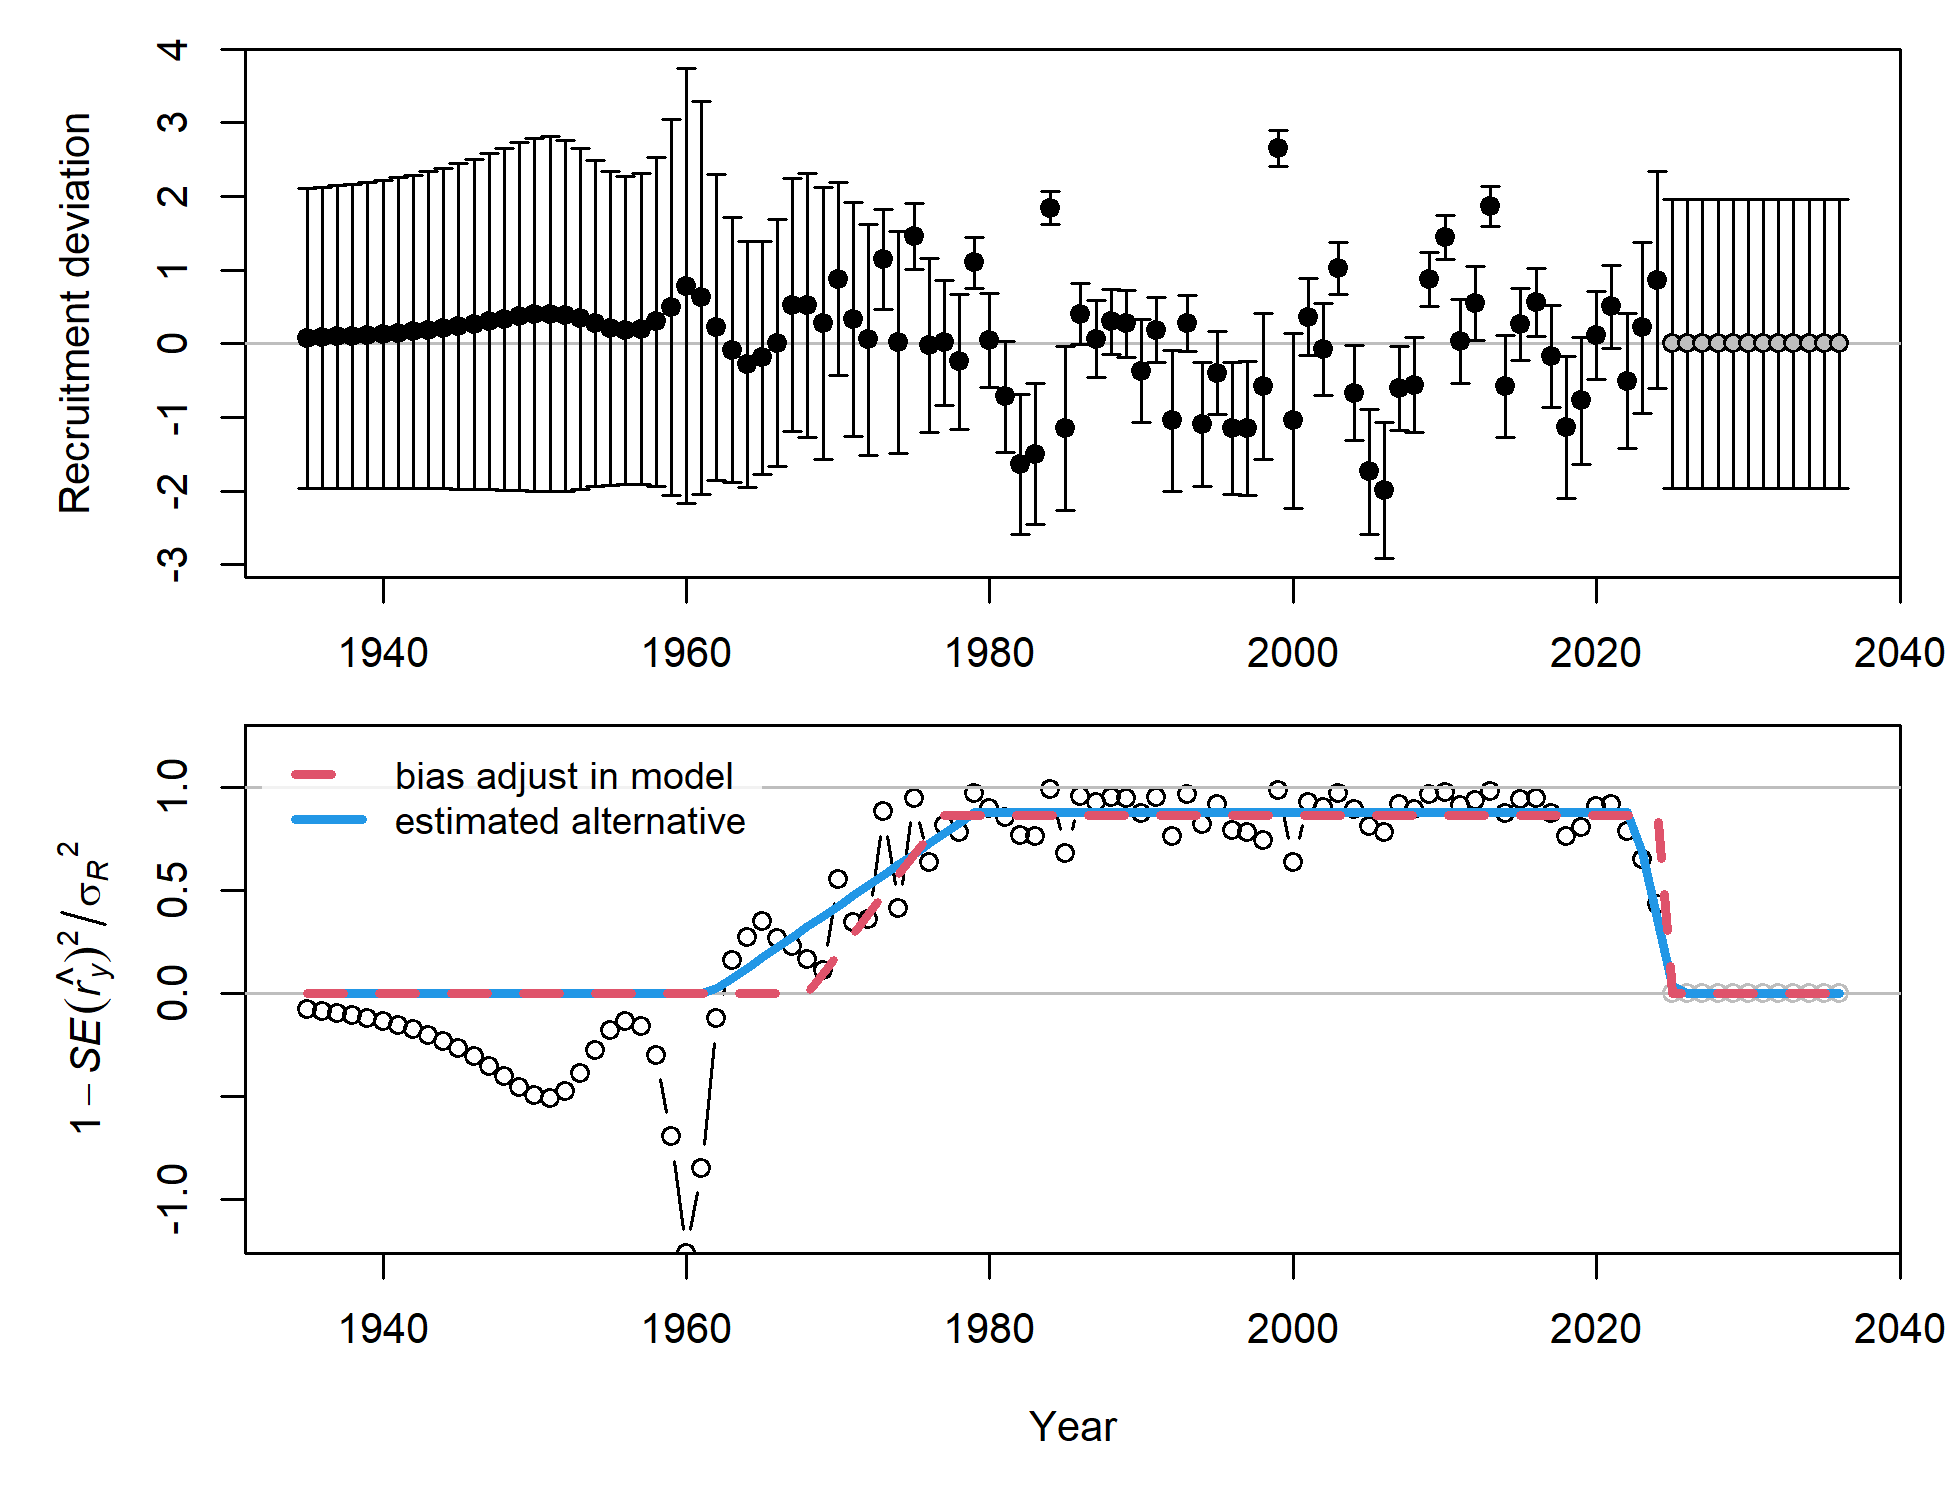 4
3
2
1
0
-1
-2
-3
Recruitment deviation
1940 1960 1980 2000 2020 2040
bias adjust in model
estimated alternative
1.0
0.5
0.0
-1.0
1 − SE(r̂_y)² / σ_R²
1940 1960 1980 2000 2020 2040
Year